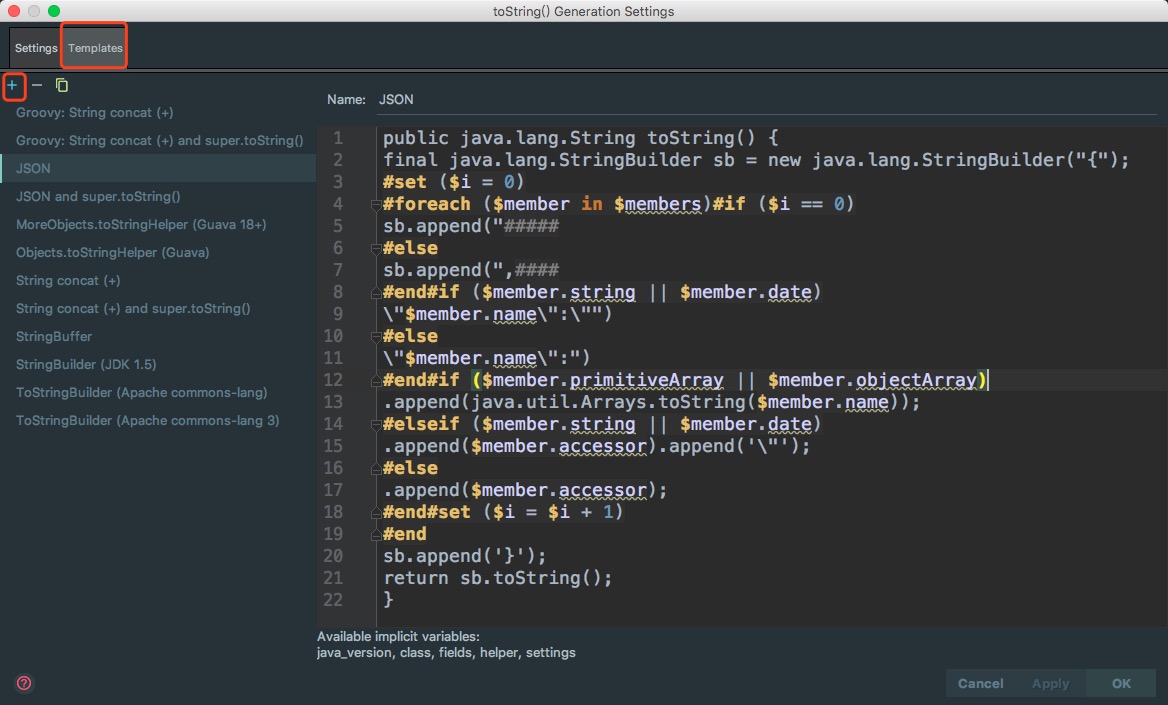 toString() Generation Settings
Settings
Templates
Groovy: String concat (+)
Groovy: String concat (+) and super.toString()
JSON
JSON and super.toString()
MoreObjects.toStringHelper (Guava 18+)
Objects.toStringHelper (Guava)
String concat (+)
String concat (+) and super.toString()
StringBuffer
StringBuilder (JDK 1.5)
ToStringBuilder (Apache commons-lang)
ToStringBuilder (Apache commons-lang 3)
Name: JSON
1 public java.lang.String toString() {
2 final java.lang.StringBuilder sb = new java.lang.StringBuilder("{");
3 #set ($i = 0)
4 #foreach ($member in $members)#if ($i == 0)
5 sb.append("#####
6 #else
7 sb.append(",####
8 #end#if ($member.string || $member.date)
9 \"$member.name\":\"")
10 #else
11 \"$member.name\":")
12 #end#if ($member.primitiveArray || $member.objectArray)
13 .append(java.util.Arrays.toString($member.name));
14 #elseif ($member.string || $member.date)
15 .append($member.accessor).append('\"');
16 #else
17 .append($member.accessor);
18 #end#set ($i = $i + 1)
19 #end
20 sb.append('}');
21 return sb.toString();
22 }
Available implicit variables:
java_version, class, fields, helper, settings
? Cancel Apply OK